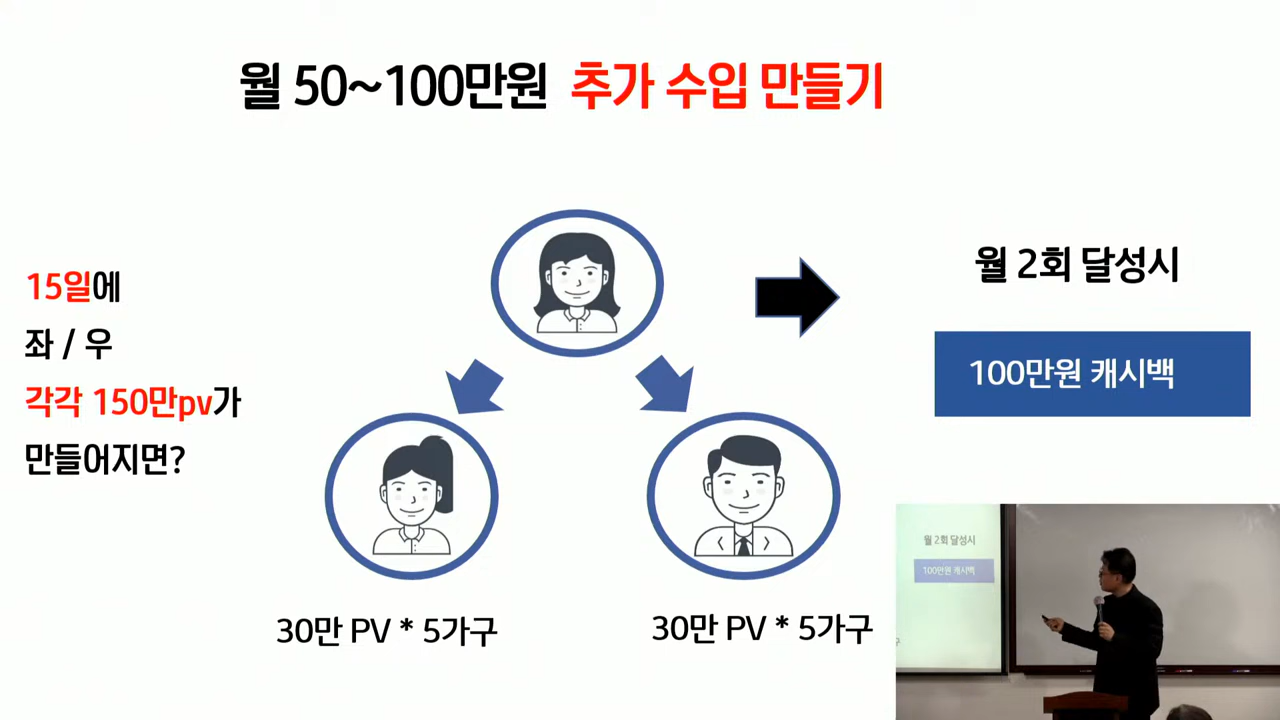 월 50~100만원 추가 수입 만들기
15일에
좌 / 우
각각 150만pv가
만들어지면?
월 2회 달성시
100만원 캐시백
30만 PV * 5가구
30만 PV * 5가구
월 2회 달성시
100만원 캐시백
구